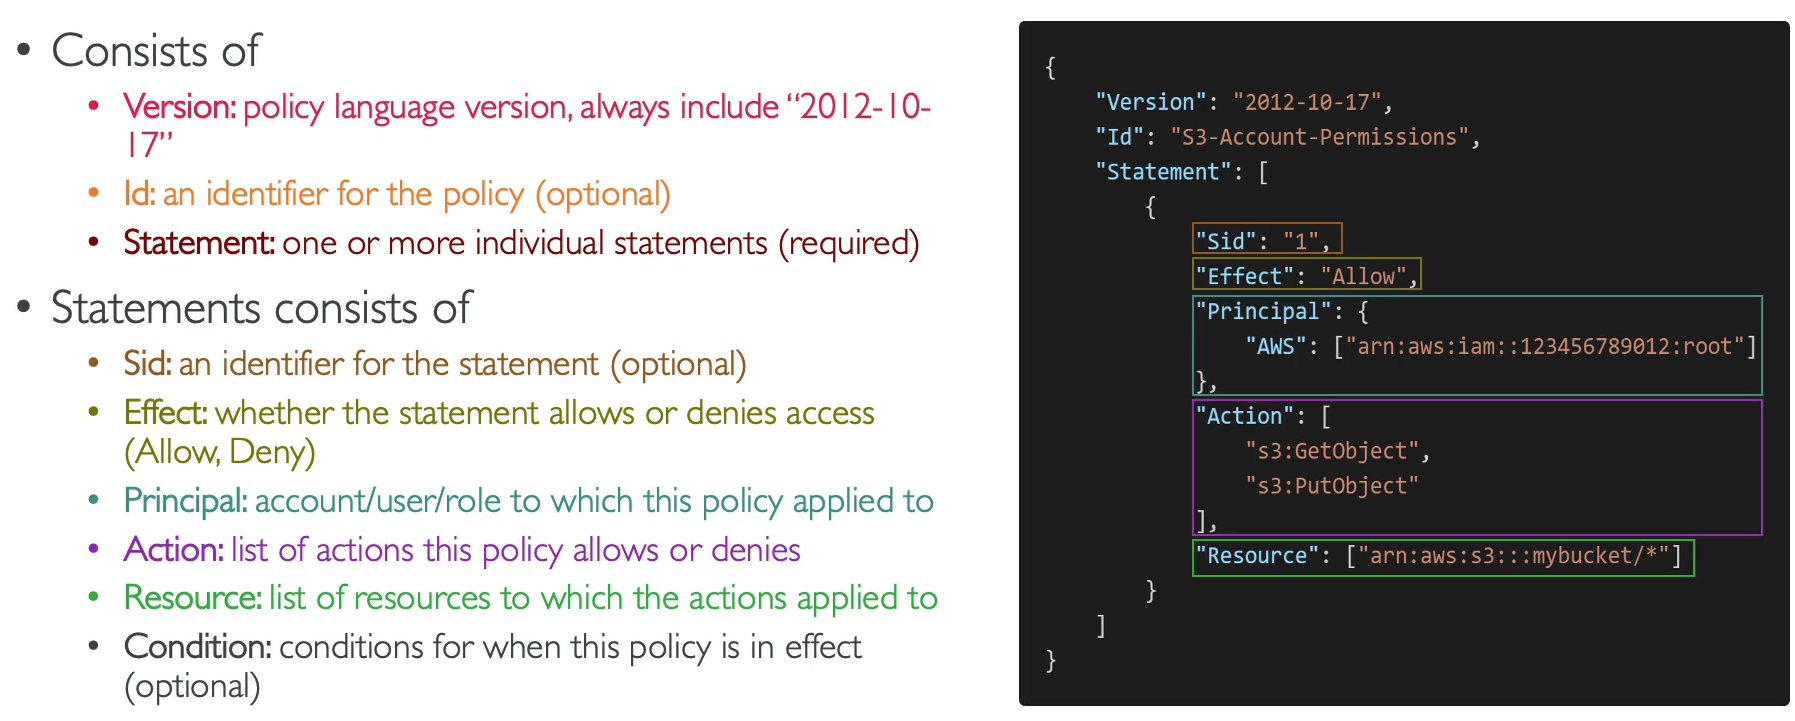 • Consists of
• Version: policy language version, always include “2012-10-
17”
• Id: an identifier for the policy (optional)
• Statement: one or more individual statements (required)
• Statements consists of
• Sid: an identifier for the statement (optional)
• Effect: whether the statement allows or denies access
(Allow, Deny)
• Principal: account/user/role to which this policy applied to
• Action: list of actions this policy allows or denies
• Resource: list of resources to which the actions applied to
• Condition: conditions for when this policy is in effect
(optional)
{
"Version": "2012-10-17",
"Id": "S3-Account-Permissions",
"Statement": [
{
"Sid": "1",
"Effect": "Allow",
"Principal": {
"AWS": ["arn:aws:iam::123456789012:root"]
},
"Action": [
"s3:GetObject",
"s3:PutObject"
],
"Resource": ["arn:aws:s3:::mybucket/*"]
}
]
}